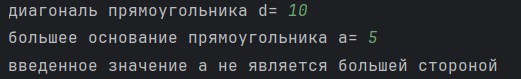 диагональ прямоугольника d= 10
большее основание прямоугольника a= 5
введенное значение а не является большей стороной